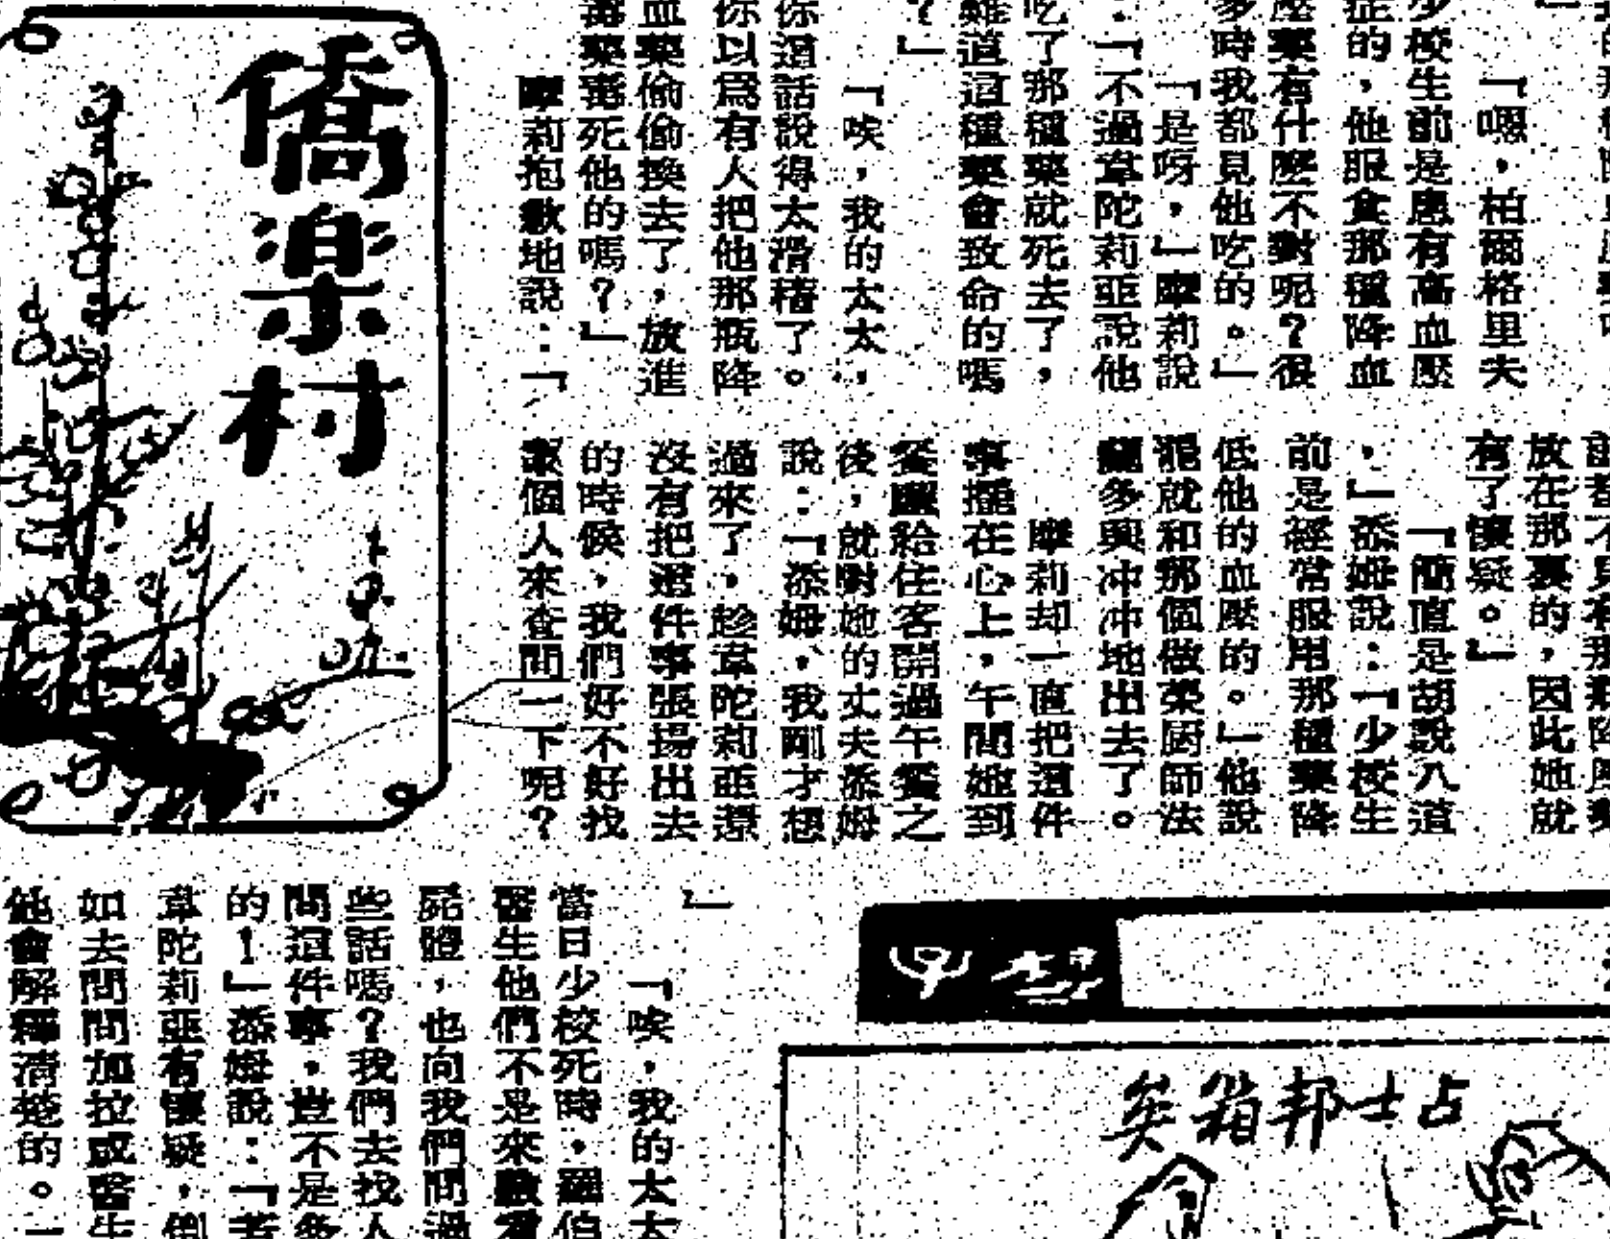 「嗯,柏爾格里夫
少校生前是患有高血壓
症的,他服食那種降血
壓藥有什麼不對呢?很
多時我都見他吃的。」
「是呀,」摩莉說
:「不過韋陀莉亞說他
吃了那種藥就死去了,
難道這種藥會致命的嗎
?」
「唉,我的太太,
你這話說得太滑稽了。
你以為有人把他那瓶降
血藥偷偷換去了,放進
毒藥毒死他的嗎?」
摩莉抱歉地說:「
放在那裏的,因此她就
有了懷疑。」
「簡直是胡說八道
,」添姆說:「少校生
前是經常服用那種藥降
低他的血壓的。」他說
罷就和那個做菜廚師法
蘭多興冲冲地出去了。
摩莉却一直把這件
事擺在心上,午間她到
餐廳給住客開過午餐之
後,就對她的丈夫添姆
說:「添姆、我剛才想
過來了,趁韋陀莉亞還
沒有把這件事張揚出去
的時候,我們好不好找
個人來查問一下呢?
」
「唉,我的太太
當日少校死時,羅伯
醫生他們不是來驗看
屍體,也向我們問過
些話嗎?我們去找人
問這件事,豈不是多
的!」添姆說:「若
韋陀莉亞有懷疑,倒
如去問問加拉或醫生
他會解釋清楚的。
僑樂村
占士邦